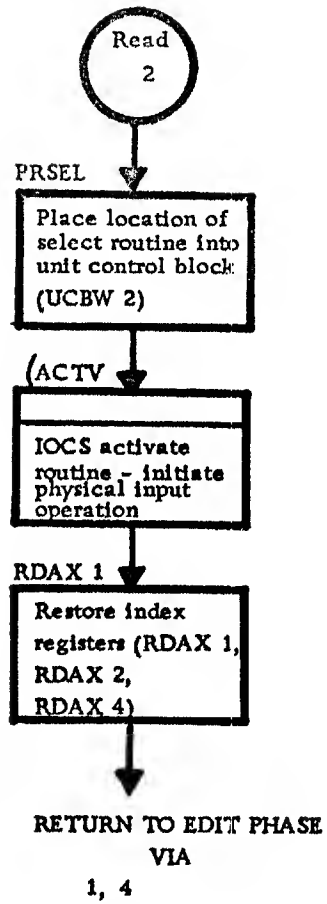 Read
2
PRSEL
Place location of
select routine into
unit control block
(UCBW 2)
(ACTV
IOCS activate
routine - initiate
physical input
operation
RDAX 1
Restore index
registers (RDAX 1,
RDAX 2,
RDAX 4)
RETURN TO EDIT PHASE
VIA
1, 4